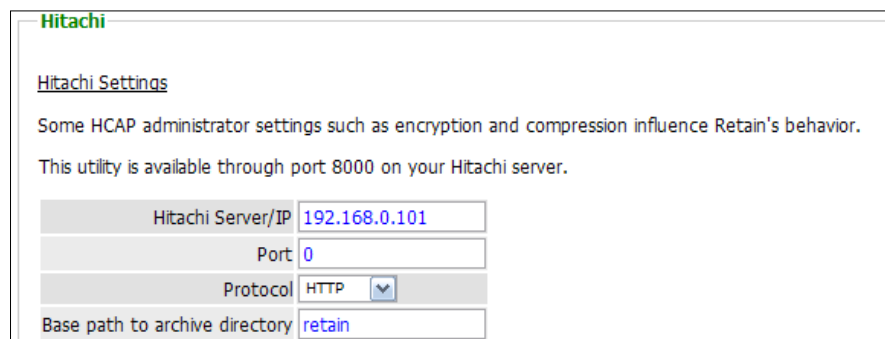 Hitachi
Hitachi Settings
Some HCAP administrator settings such as encryption and compression influence Retain's behavior.
This utility is available through port 8000 on your Hitachi server.
Hitachi Server/IP 192.168.0.101
Port 0
Protocol HTTP
Base path to archive directory retain